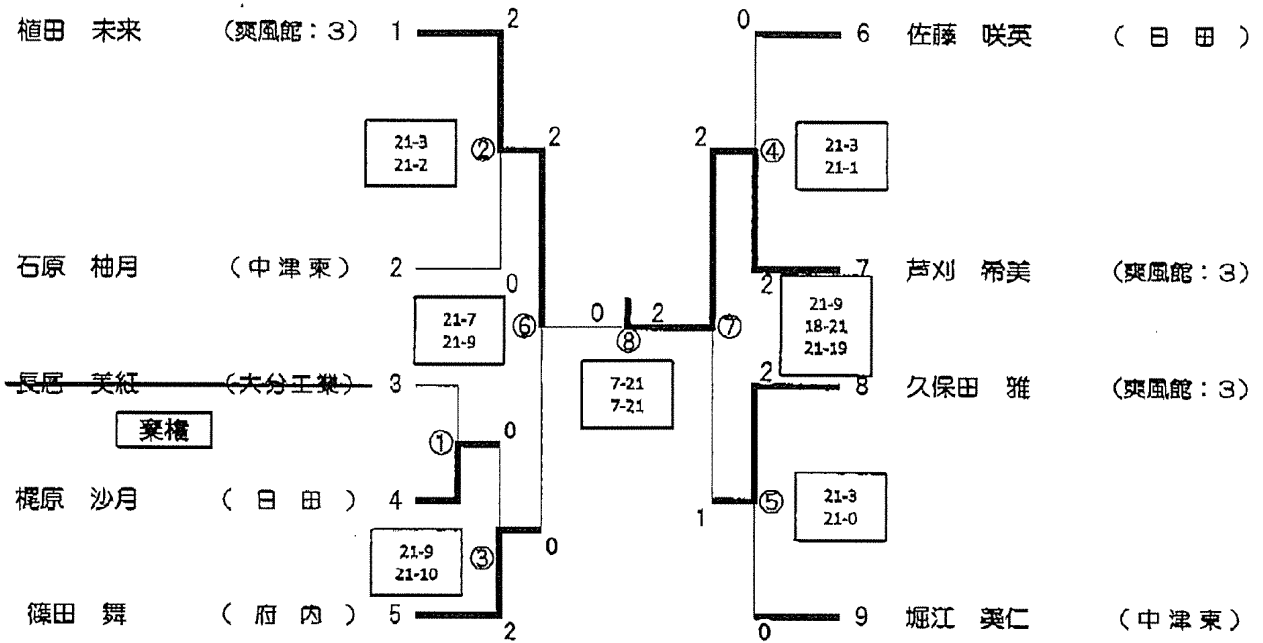 植田 未来 (爽風館:3) 1 2
0 6 佐藤 咲英 (日田)
21-3
21-2
② 2
2 ④
21-3
21-1
石原 柚月 (中津東) 2 0
2 7 芦刈 希美 (爽風館:3)
21-7
21-9
⑥ 0 ⑧ 2 ⑦
21-9
18-21
21-19
7-21
7-21
長尾 美紅 (大分工業) 3
2 8 久保田 雅 (爽風館:3)
棄権
① 0
梶原 沙月 (日田) 4
1 ⑤
21-3
21-0
21-9
21-10
③ 0
篠田 舞 (府内) 5 2
0 9 堀江 美仁 (中津東)